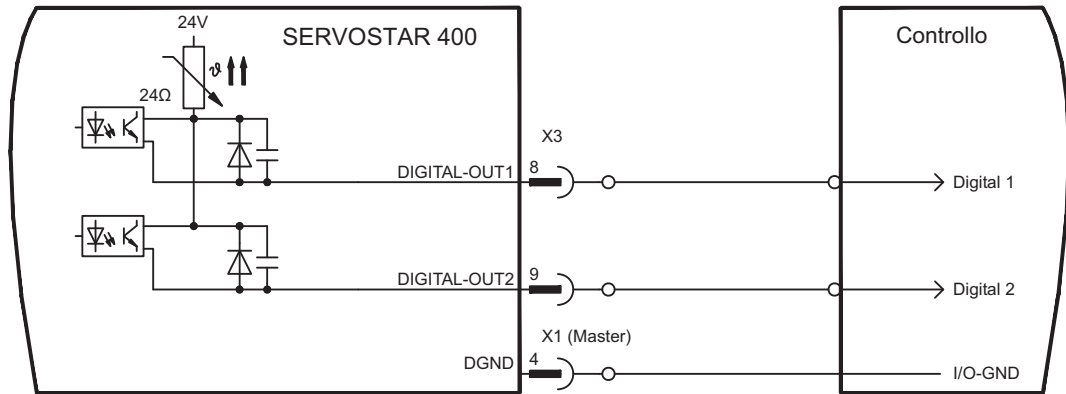 24V
SERVOSTAR 400
Controllo
ϑ
24Ω
X3
DIGITAL-OUT1
8
Digital 1
DIGITAL-OUT2
9
Digital 2
X1 (Master)
DGND
4
I/O-GND